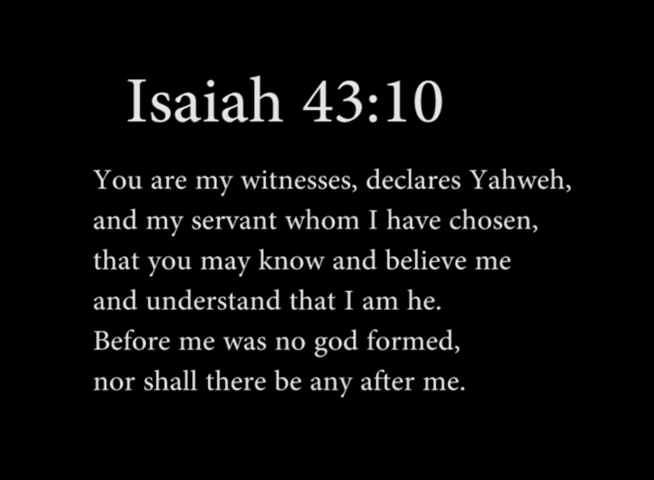 Isaiah 43:10
You are my witnesses, declares Yahweh,
and my servant whom I have chosen,
that you may know and believe me
and understand that I am he.
Before me was no god formed,
nor shall there be any after me.